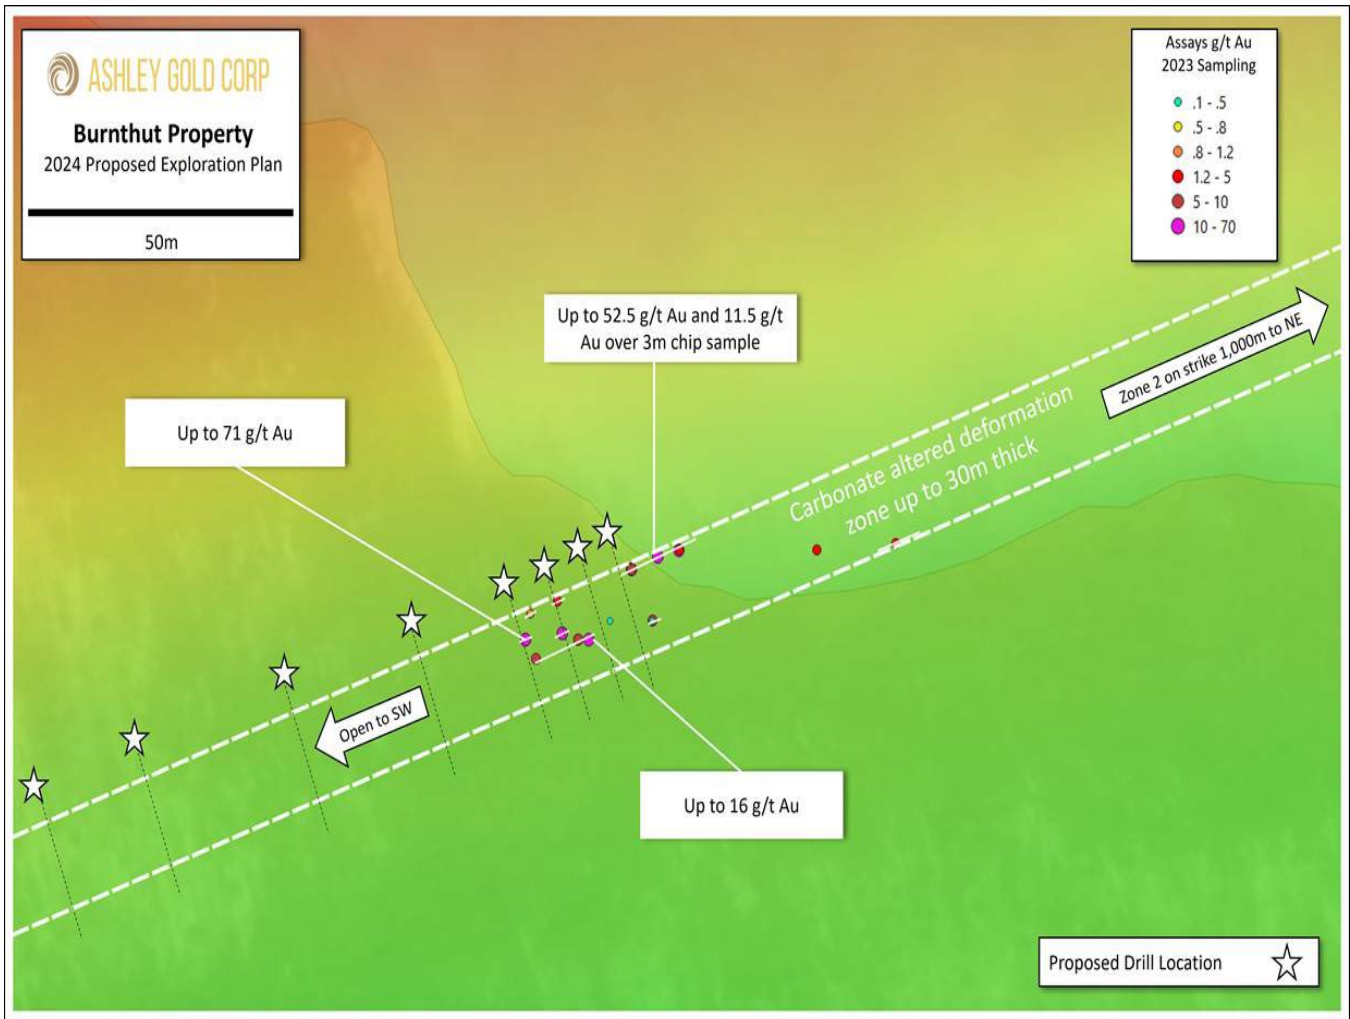 ASHLEY GOLD CORP
Burnthut Property
2024 Proposed Exploration Plan
50m
Assays g/t Au
2023 Sampling
.1 - .5
.5 - .8
.8 - 1.2
1.2 - 5
5 - 10
10 - 70
Up to 52.5 g/t Au and 11.5 g/t
Au over 3m chip sample
Zone 2 on strike 1,000m to NE
Up to 71 g/t Au
Carbonate altered deformation
zone up to 30m thick
Open to SW
Up to 16 g/t Au
Proposed Drill Location